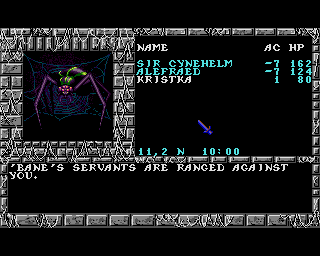 NAME AC HP
SIR CYNEHELM -7 162
ALEFRAED -7 124
KRISTKA 1 80
11,2 N 10:00
'BANE'S SERVANTS ARE RANGED AGAINST
YOU.